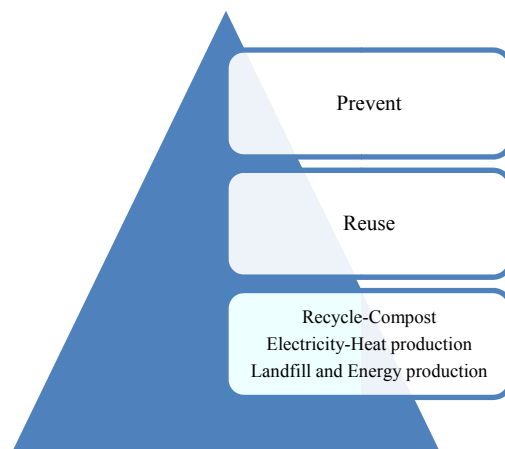 Prevent
Reuse
Recycle-Compost
Electricity-Heat production
Landfill and Energy production